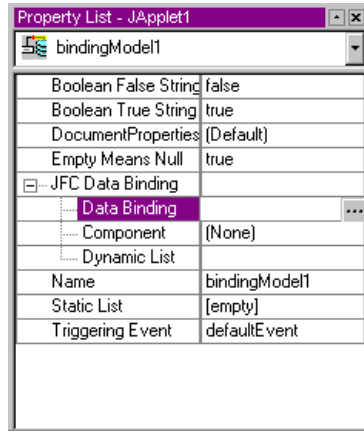 Property List - JApplet1
bindingModel1
Boolean False String false
Boolean True String true
DocumentProperties (Default)
Empty Means Null true
JFC Data Binding
Data Binding ...
Component (None)
Dynamic List
Name bindingModel1
Static List [empty]
Triggering Event defaultEvent